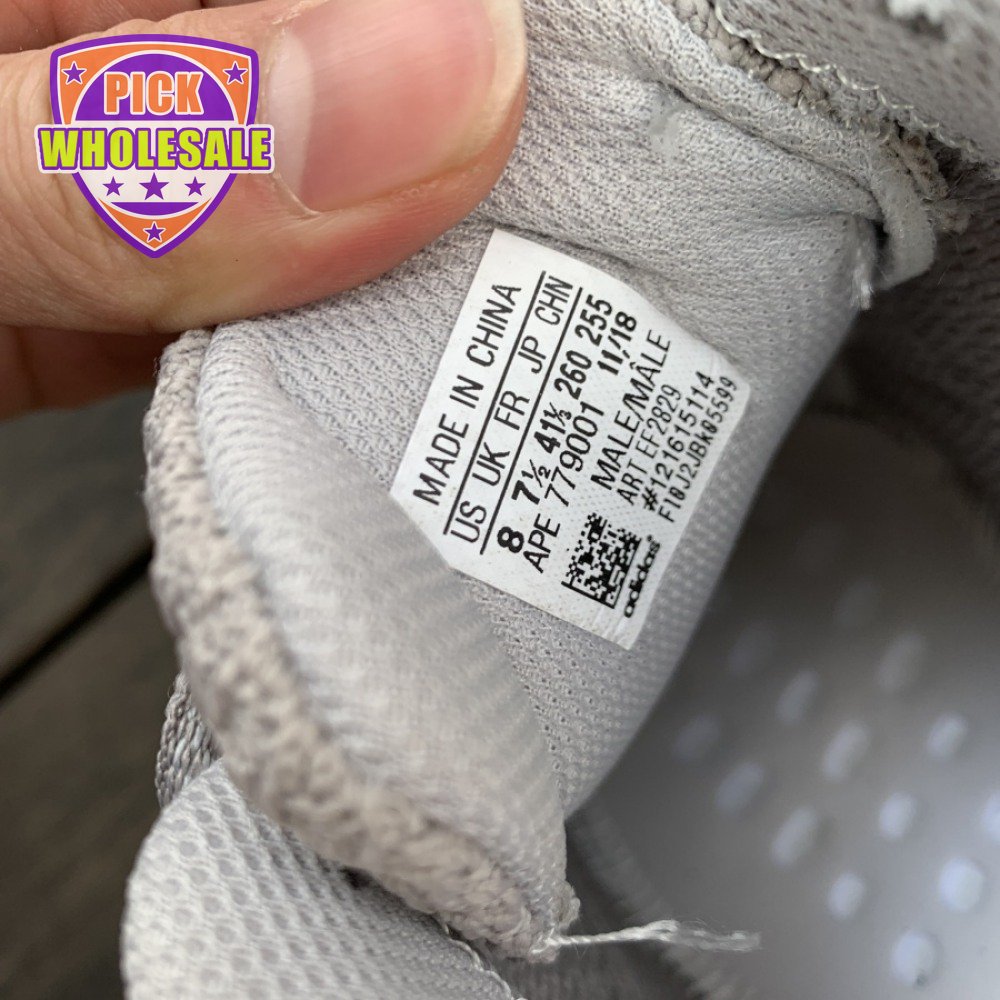 PICK
WHOLESALE
MADE IN CHINA
US UK FR JP CHN
8 7½ 41⅓ 260 255
APE 779001 11/18
MALE/MÂLE
ART EF2829
#121615114
F10J2JBK05599
adidas